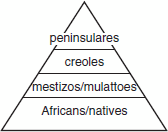 peninsulares
creoles
mestizos/mulattoes
Africans/natives